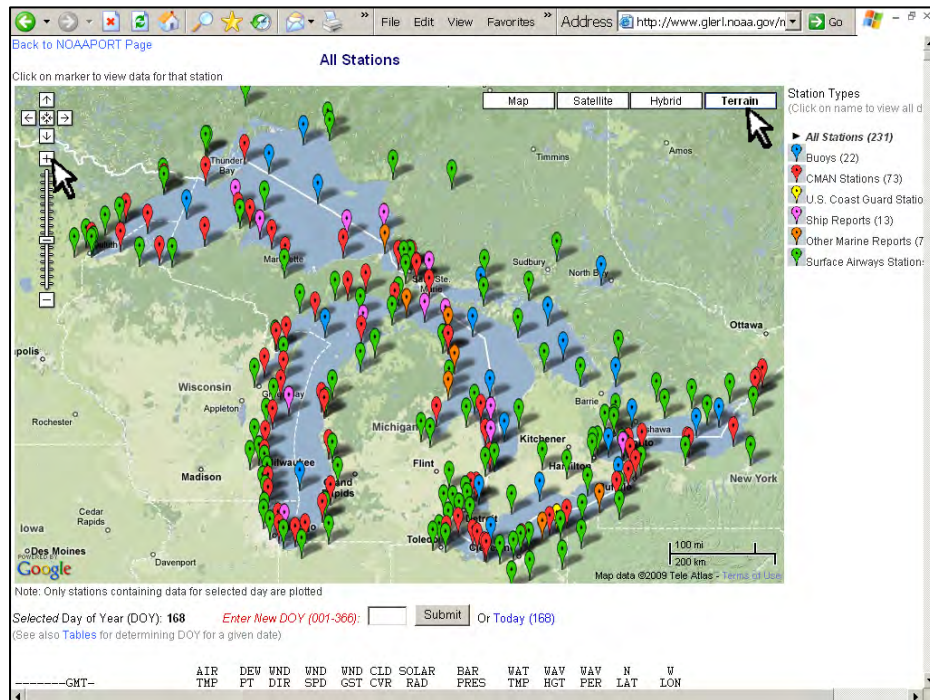 » File Edit View Favorites » Address http://www.glerl.noaa.gov/n Go
Back to NOAAPORT Page
All Stations
Click on marker to view data for that station
Map Satellite Hybrid Terrain
Station Types
(Click on name to view all d
All Stations (231)
Buoys (22)
CMAN Stations (73)
U.S. Coast Guard Statio
Ship Reports (13)
Other Marine Reports (7
Surface Airways Station
Timmins
Amos
Thunder
Bay
Sudbury
North Bay
Ottawa
Wisconsin
Appleton
Barrie
Rochester
Michigan
Kitchener
Flint
Madison
New York
Cedar
Rapids
Iowa
Des Moines
Davenport
100 mi
200 km
POWERED BY
Google
Map data ©2009 Tele Atlas - Terms of Use
Note: Only stations containing data for selected day are plotted
Selected Day of Year (DOY): 168 Enter New DOY (001-366): Submit Or Today (168)
(See also Tables for determining DOY for a given date)
AIR DEW WND WND WND CLD SOLAR BAR WAT WAV WAV N W
-------GMT- TMP PT DIR SPD GST CVR RAD PRES TMP HGT PER LAT LON